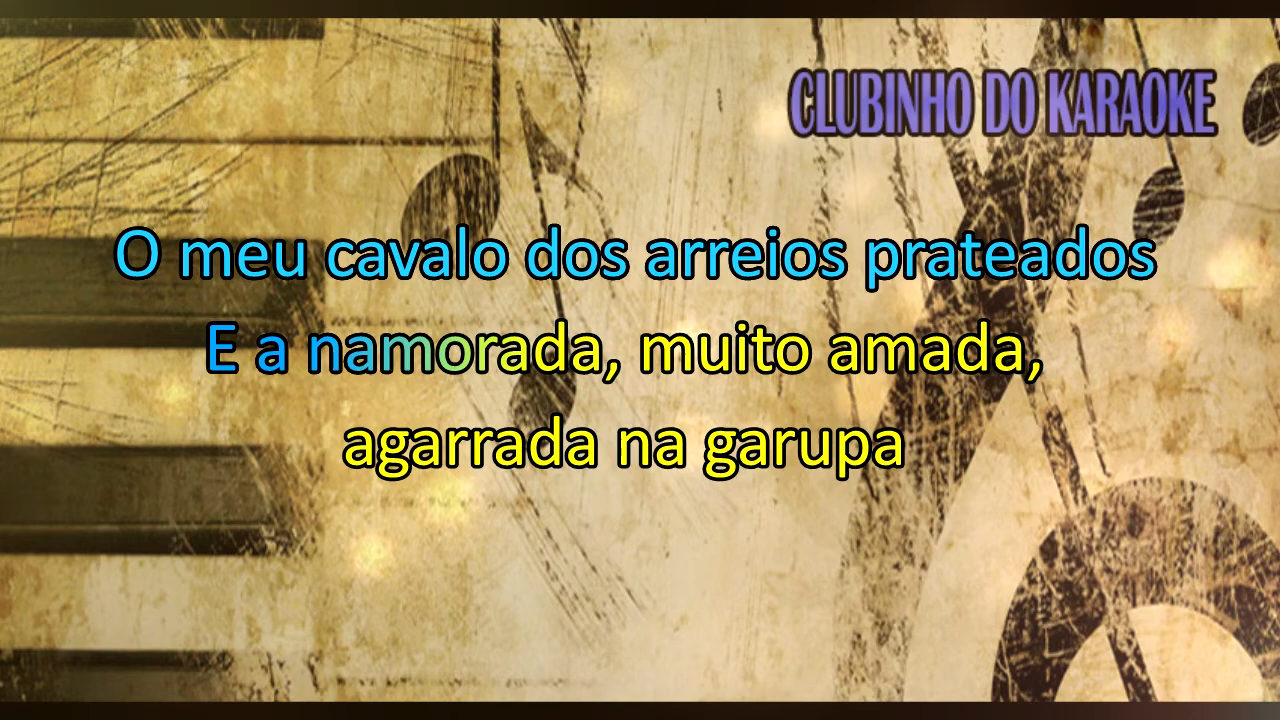 CLUBINHO DO KARAOKE
O meu cavalo dos arreios prateados
E a namorada, muito amada,
agarrada na garupa